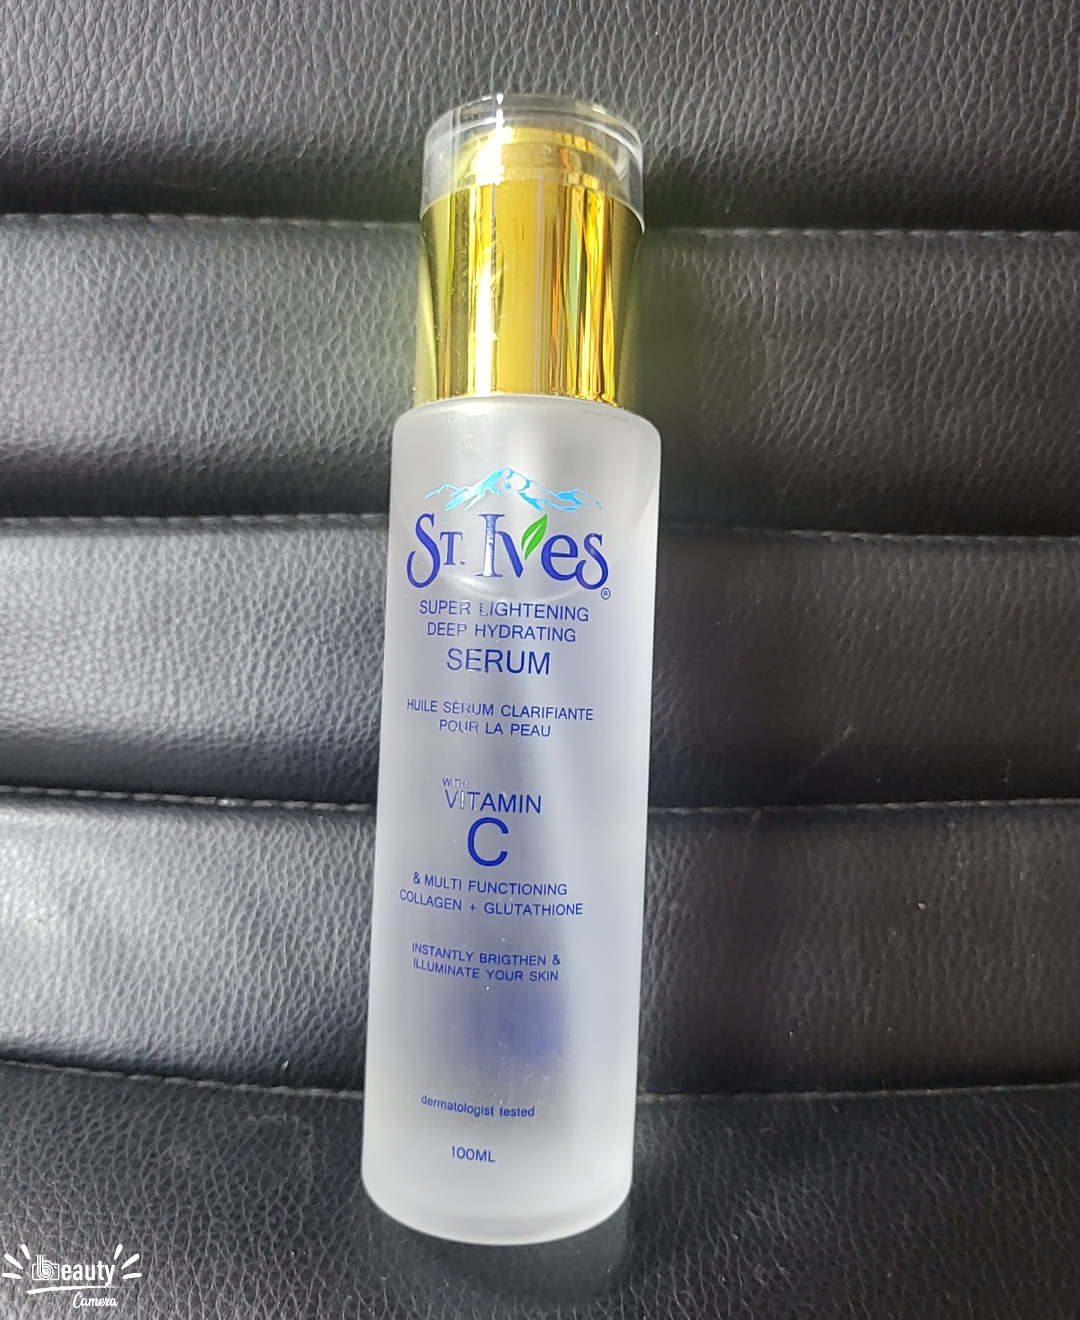 St. Ives®
SUPER LIGHTENING
DEEP HYDRATING
SERUM
HUILE SÈRUM CLARIFIANTE
POUR LA PEAU
WITH
VITAMIN
C
& MULTI FUNCTIONING
COLLAGEN + GLUTATHIONE
INSTANTLY BRIGTHEN &
ILLUMINATE YOUR SKIN
dermatologist tested
100ML
beauty
Camera